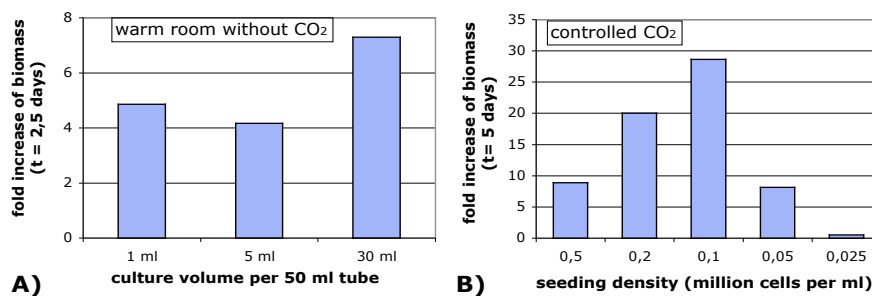 warm room without CO₂
fold increase of biomass
(t = 2,5 days)
8
6
4
2
0
1 ml 5 ml 30 ml
culture volume per 50 ml tube
A)
controlled CO₂
fold increase of biomass
(t= 5 days)
35
30
25
20
15
10
5
0
0,5 0,2 0,1 0,05 0,025
seeding density (million cells per ml)
B)